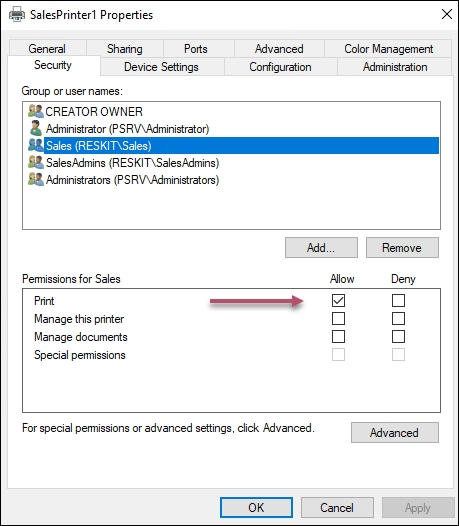 SalesPrinter1 Properties
General Sharing Ports Advanced Color Management
Security Device Settings Configuration Administration
Group or user names:
CREATOR OWNER
Administrator (PSRV\Administrator)
Sales (RESKIT\Sales)
SalesAdmins (RESKIT\SalesAdmins)
Administrators (PSRV\Administrators)
Add... Remove
Permissions for Sales Allow Deny
Print
Manage this printer
Manage documents
Special permissions
For special permissions or advanced settings, click Advanced. Advanced
OK Cancel Apply